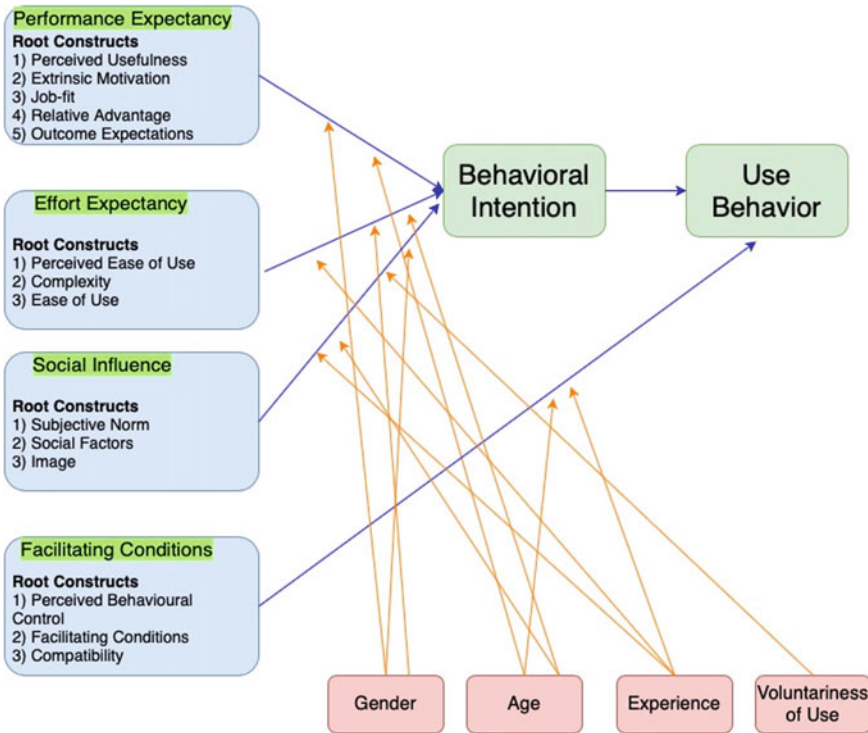 Performance Expectancy
Root Constructs
1) Perceived Usefulness
2) Extrinsic Motivation
3) Job-fit
4) Relative Advantage
5) Outcome Expectations
Effort Expectancy
Root Constructs
1) Perceived Ease of Use
2) Complexity
3) Ease of Use
Social Influence
Root Constructs
1) Subjective Norm
2) Social Factors
3) Image
Facilitating Conditions
Root Constructs
1) Perceived Behavioural
Control
2) Facilitating Conditions
3) Compatibility
Behavioral
Intention
Use
Behavior
Gender
Age
Experience
Voluntariness
of Use